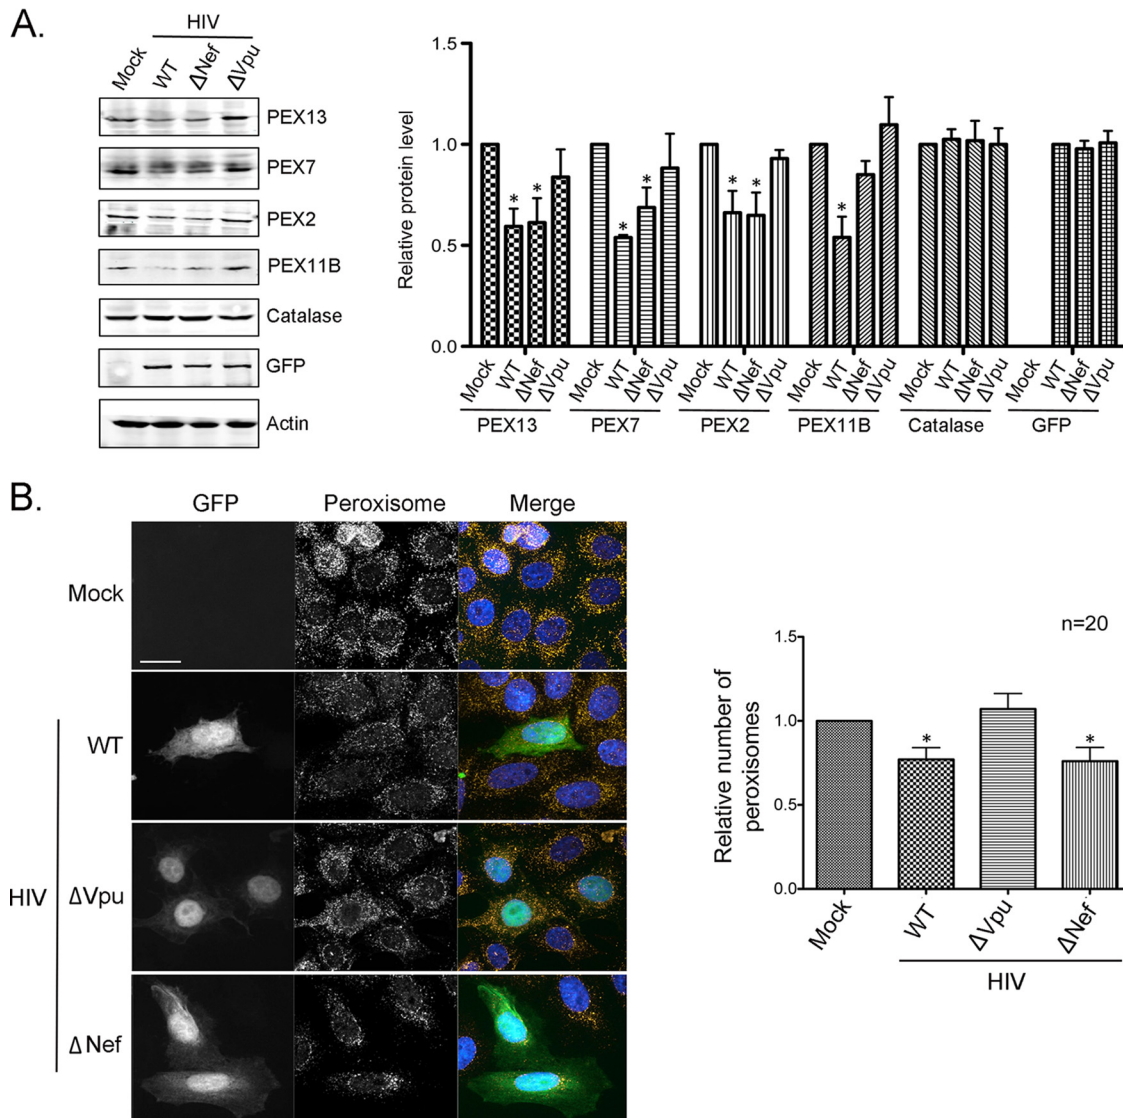 A.
HIV
Mock WT ΔNef ΔVpu
PEX13
PEX7
PEX2
PEX11B
Catalase
GFP
Actin
Relative protein level
1.5
1.0
0.5
0.0
* * * * * * *
Mock WT ΔNef ΔVpu Mock WT ΔNef ΔVpu Mock WT ΔNef ΔVpu Mock WT ΔNef ΔVpu Mock WT ΔNef ΔVpu Mock WT ΔNef ΔVpu
PEX13 PEX7 PEX2 PEX11B Catalase GFP
B.
GFP Peroxisome Merge
Mock
HIV
WT
ΔVpu
Δ Nef
n=20
Relative number of
peroxisomes
1.5
1.0
0.5
0.0
* *
Mock WT ΔVpu ΔNef
HIV